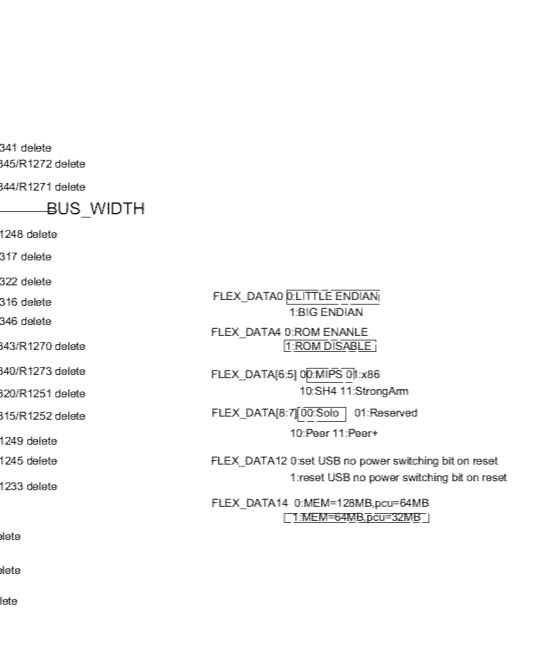 341 delete
345/R1272 delete
344/R1271 delete
BUS_WIDTH
1248 delete
317 delete
322 delete
316 delete
346 delete
343/R1270 delete
340/R1273 delete
320/R1251 delete
315/R1252 delete
1249 delete
1245 delete
1233 delete
elete
elete
lete
FLEX_DATA0 0:LITTLE ENDIAN
1:BIG ENDIAN
FLEX_DATA4 0:ROM ENANLE
1:ROM DISABLE
FLEX_DATA[6:5] 00:MIPS 01:x86
10:SH4 11:StrongArm
FLEX_DATA[8:7] 00:Solo 01:Reserved
10:Peer 11:Peer+
FLEX_DATA12 0:set USB no power switching bit on reset
1:reset USB no power switching bit on reset
FLEX_DATA14 0:MEM=128MB,pcu=64MB
1:MEM=64MB,pcu=32MB